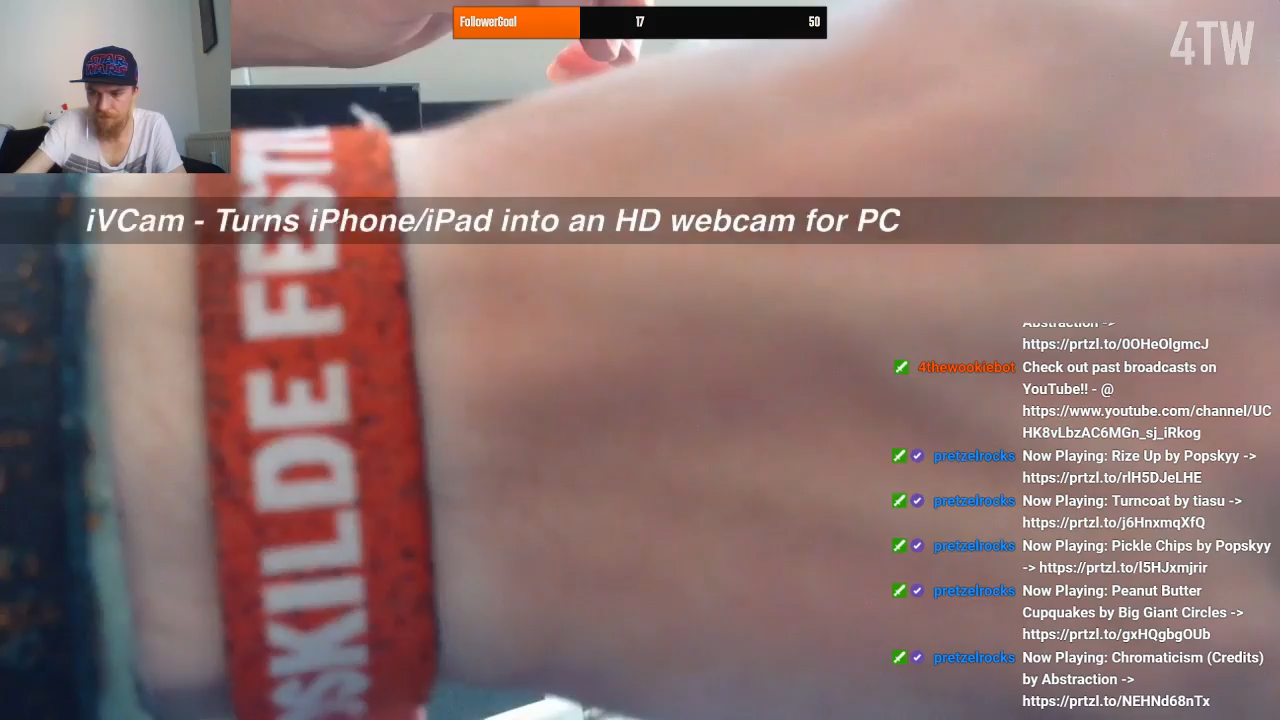 FollowerGoal
17
50
4TW
STAR
WARS
iVCam - Turns iPhone/iPad into an HD webcam for PC
SKILDE FESTI
Abstraction ->
https://prtzl.to/0OHeOlgmcJ
4thewookiebot Check out past broadcasts on
YouTube!! - @
https://www.youtube.com/channel/UC
HK8vLbzAC6MGn_sj_iRkog
pretzelrocks Now Playing: Rize Up by Popskyy ->
https://prtzl.to/rlH5DJeLHE
pretzelrocks Now Playing: Turncoat by tiasu ->
https://prtzl.to/j6HnxmqXfQ
pretzelrocks Now Playing: Pickle Chips by Popskyy
-> https://prtzl.to/l5HJxmjrir
pretzelrocks Now Playing: Peanut Butter
Cupquakes by Big Giant Circles ->
https://prtzl.to/gxHQgbgOUb
pretzelrocks Now Playing: Chromaticism (Credits)
by Abstraction ->
https://prtzl.to/NEHNd68nTx